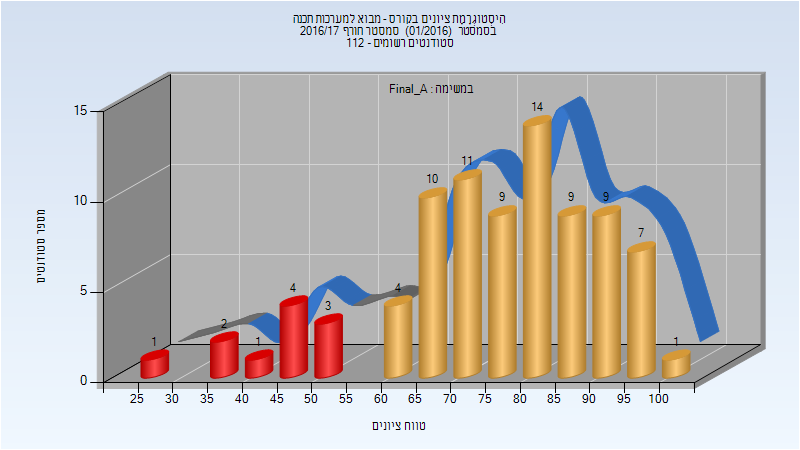 היסטוגרמת ציונים בקורס - מבוא למערכות תכנה
בסמסטר (01/2016) סמסטר חורף 2016/17
סטודנטים רשומים - 112
במשימה : Final_A
מספר סטודנטים
15
10
5
0
1
2
1
4
3
4
10
11
9
14
9
9
7
1
25 30 35 40 45 50 55 60 65 70 75 80 85 90 95 100
טווח ציונים